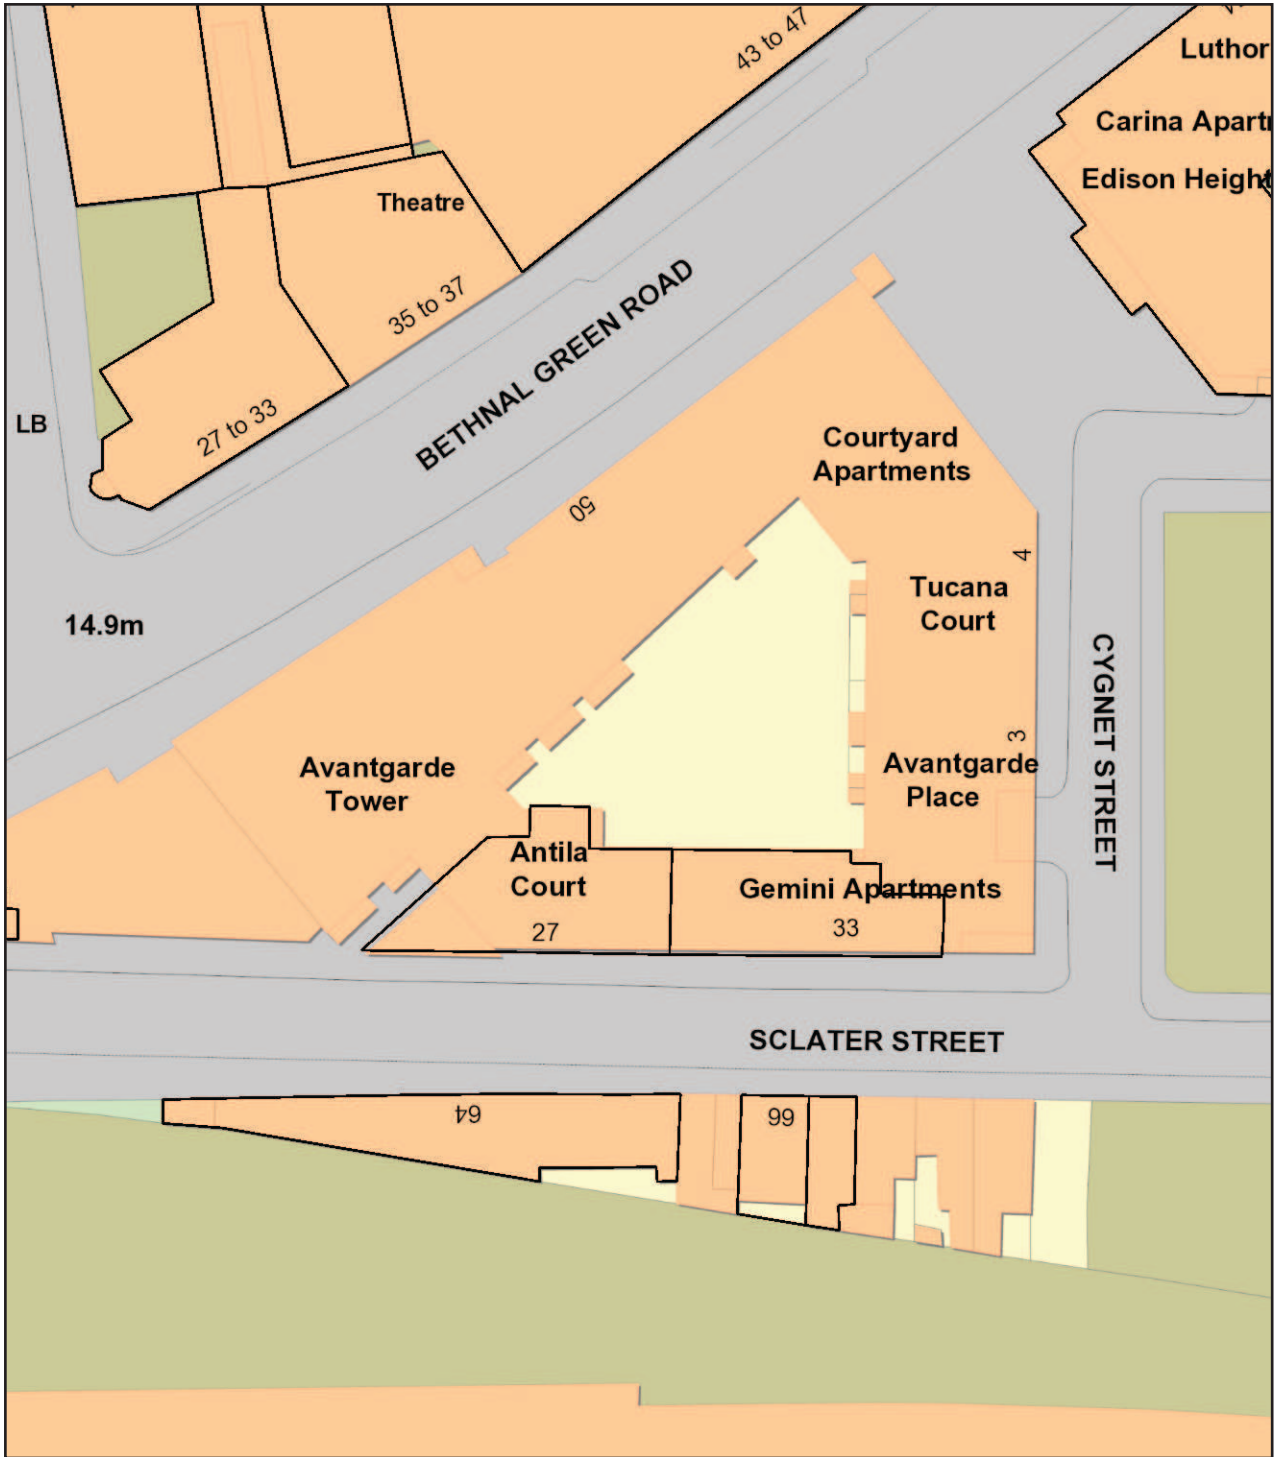 43 to 47
Luthor
Carina Apart
Edison Height
Theatre
35 to 37
BETHNAL GREEN ROAD
27 to 33
LB
Courtyard
Apartments
50
4
Tucana
Court
14.9m
CYGNET STREET
3
Avantgarde
Tower
Avantgarde
Place
Antila
Court
Gemini Apartments
27
33
SCLATER STREET
64
66